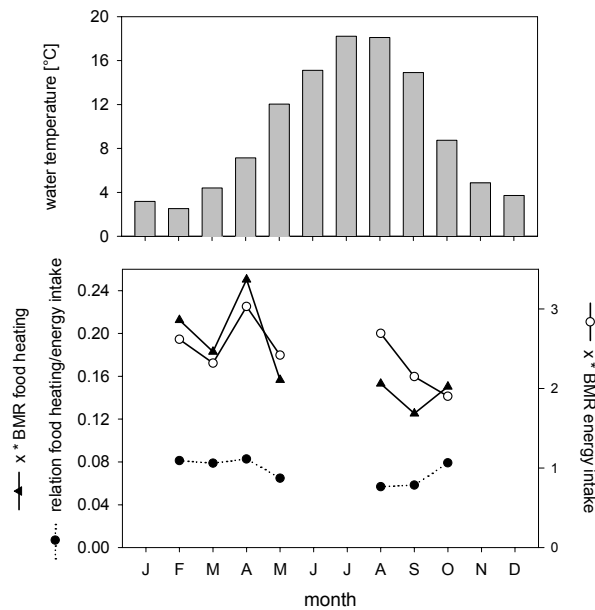 20
16
12
8
4
0
water temperature [°C]
J F M A M J J A S O N D
0.24
0.20
0.16
0.12
0.08
0.04
0.00
x * BMR food heating
relation food heating/energy intake
3
2
1
0
x * BMR energy intake
J F M A M J J A S O N D
month